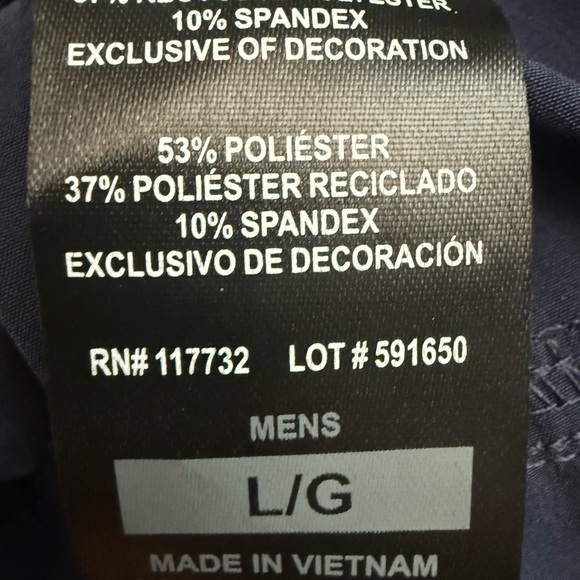 10% SPANDEX
EXCLUSIVE OF DECORATION
53% POLIÉSTER
37% POLIÉSTER RECICLADO
10% SPANDEX
EXCLUSIVO DE DECORACIÓN
RN# 117732 LOT # 591650
MENS
L/G
MADE IN VIETNAM